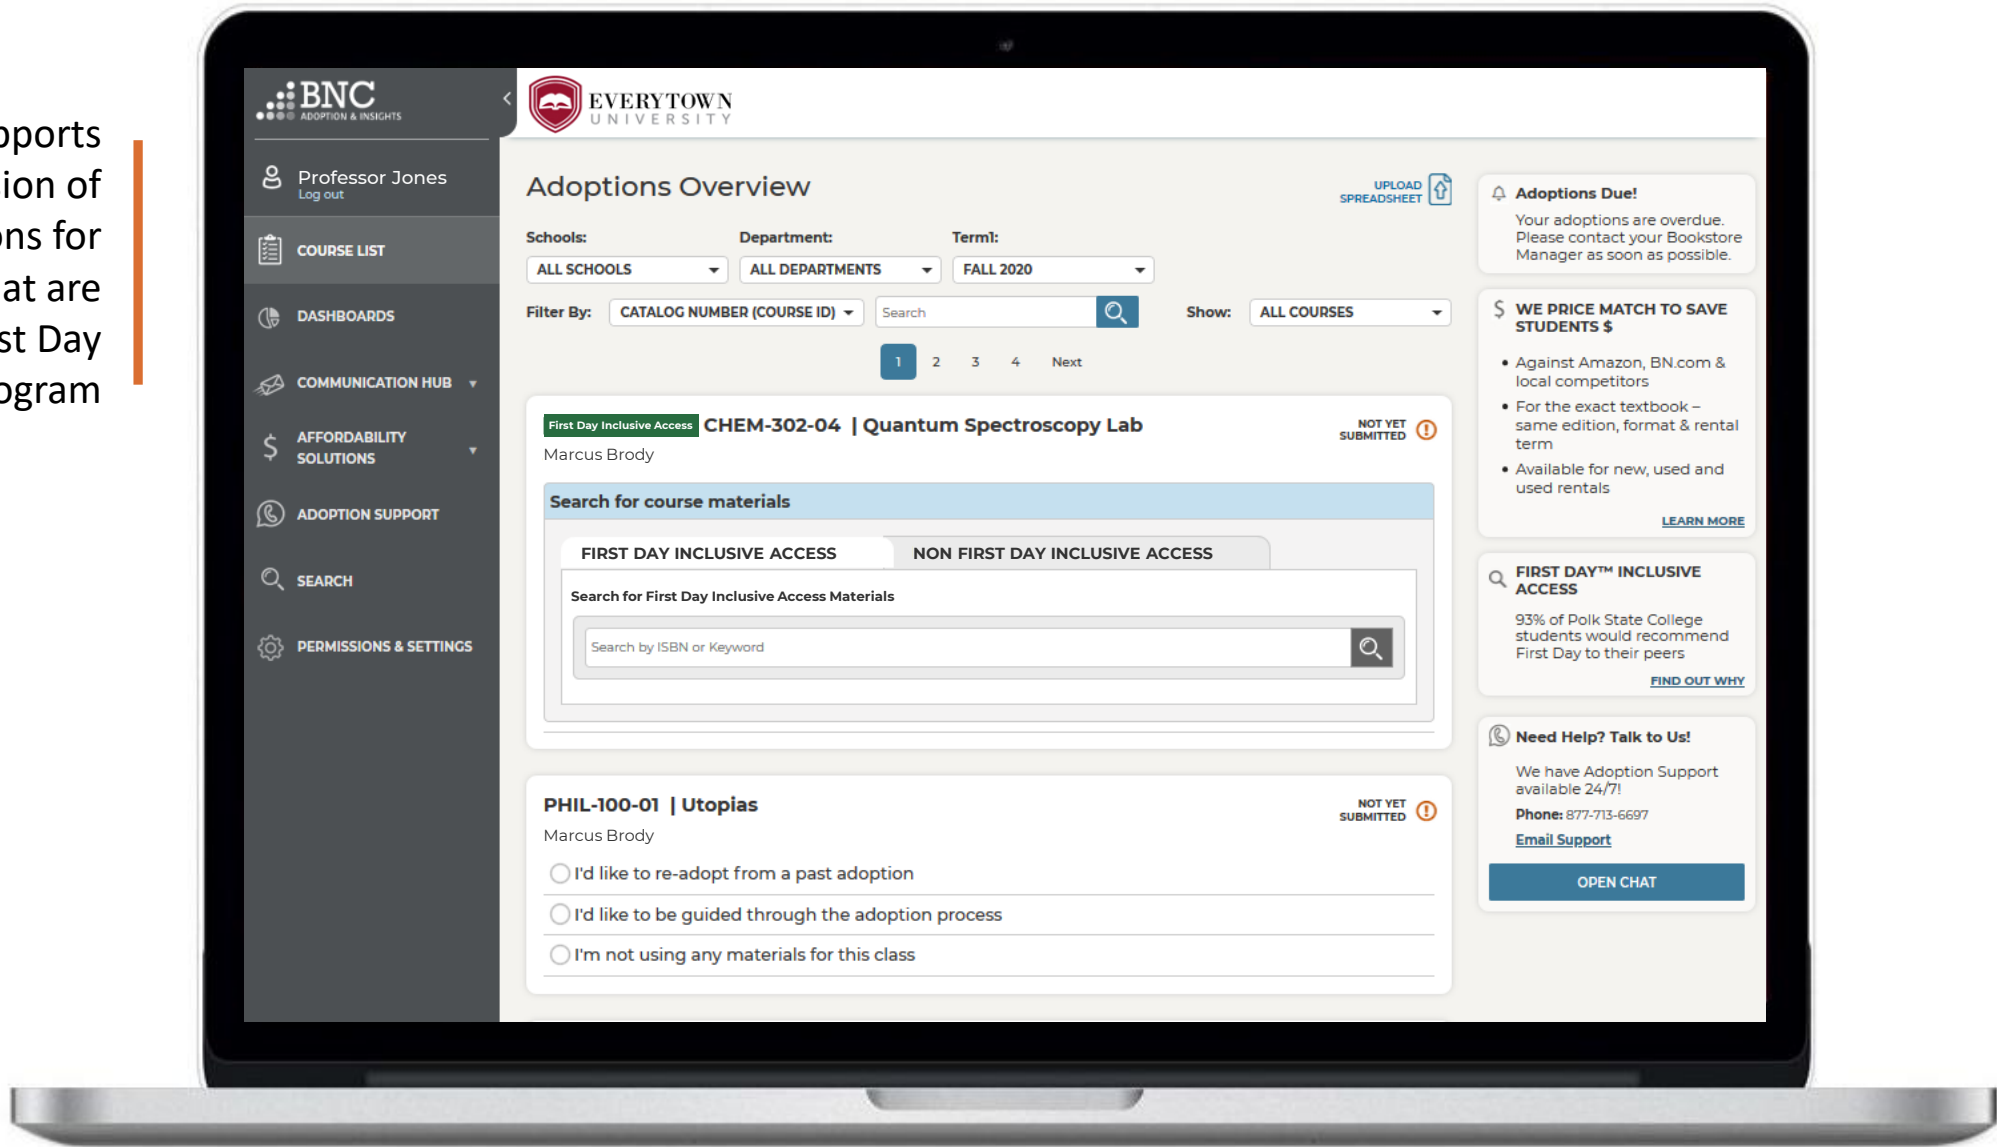 pports
ion of
ons for
at are
st Day
ogram
BNC
ADOPTION & INSIGHTS
Professor Jones
Log out
COURSE LIST
DASHBOARDS
COMMUNICATION HUB
AFFORDABILITY
SOLUTIONS
ADOPTION SUPPORT
SEARCH
PERMISSIONS & SETTINGS
EVERYTOWN
UNIVERSITY
Adoptions Overview
UPLOAD
SPREADSHEET
Schools:
Department:
Term1:
ALL SCHOOLS
ALL DEPARTMENTS
FALL 2020
Filter By:
CATALOG NUMBER (COURSE ID)
Search
Show:
ALL COURSES
1 2 3 4 Next
First Day Inclusive Access CHEM-302-04 | Quantum Spectroscopy Lab
NOT YET
SUBMITTED
Marcus Brody
Search for course materials
FIRST DAY INCLUSIVE ACCESS
NON FIRST DAY INCLUSIVE ACCESS
Search for First Day Inclusive Access Materials
Search by ISBN or Keyword
PHIL-100-01 | Utopias
NOT YET
SUBMITTED
Marcus Brody
I'd like to re-adopt from a past adoption
I'd like to be guided through the adoption process
I'm not using any materials for this class
Adoptions Due!
Your adoptions are overdue.
Please contact your Bookstore
Manager as soon as possible.
$ WE PRICE MATCH TO SAVE
STUDENTS $
• Against Amazon, BN.com &
local competitors
• For the exact textbook –
same edition, format & rental
term
• Available for new, used and
used rentals
LEARN MORE
FIRST DAY™ INCLUSIVE
ACCESS
93% of Polk State College
students would recommend
First Day to their peers
FIND OUT WHY
Need Help? Talk to Us!
We have Adoption Support
available 24/7!
Phone: 877-713-6697
Email Support
OPEN CHAT